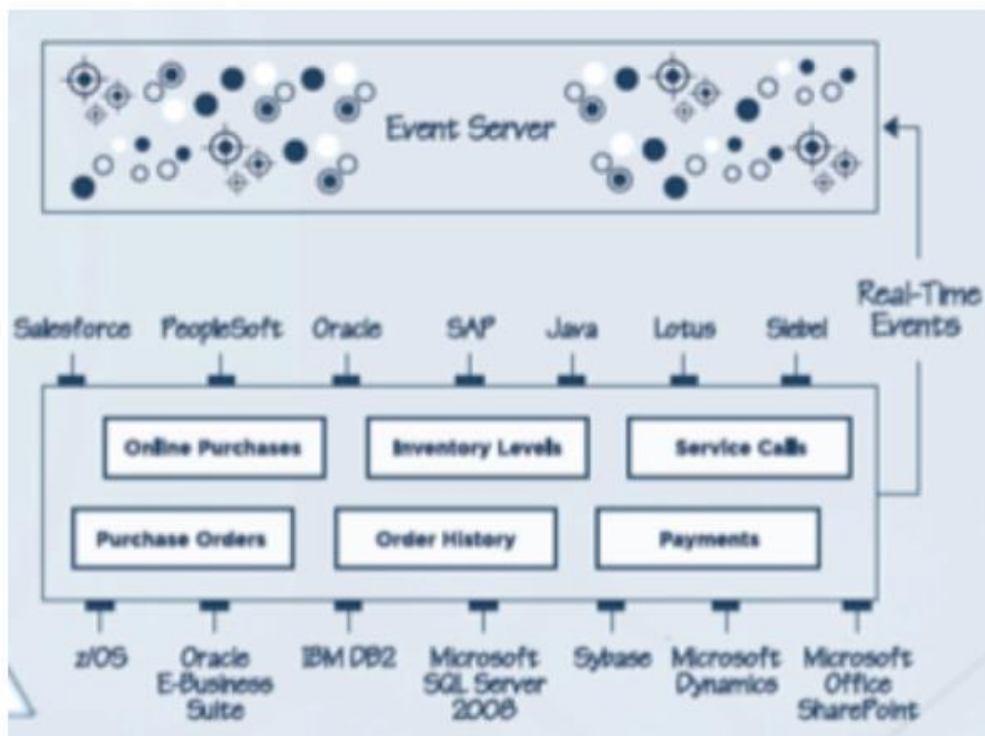 Event Server
Real-Time
Events
Salesforce PeopleSoft Oracle SAP Java Lotus Siebel
Online Purchases Inventory Levels Service Calls
Purchase Orders Order History Payments
z/OS Oracle IBM DB2 Microsoft Sybase Microsoft Microsoft
E-Business SQL Server Dynamics Office
Suite 2008 SharePoint